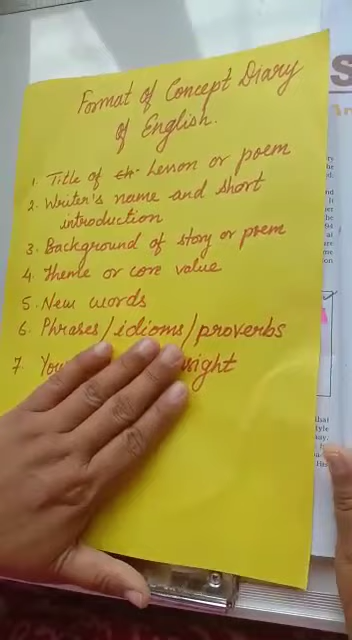 Format of Concept Diary
of English.
1. Title of the Lesson or poem
2. Writer's name and short
introduction
3. Background of story or poem
4. Theme or core value
5. New words
6. Phrases/idioms/proverbs
7.